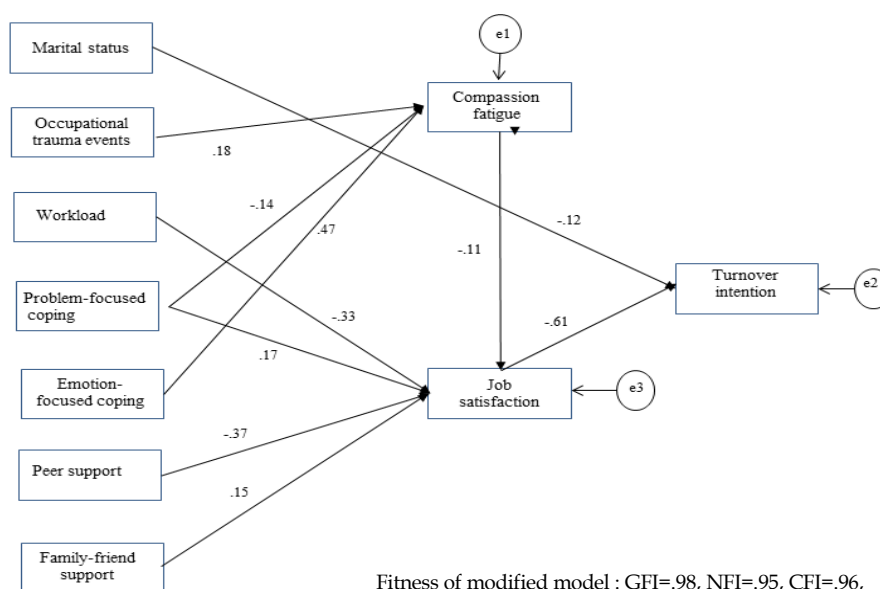 e1
Marital status
Compassion
fatigue
Occupational
trauma events
.18
Workload
-.14
.47
-.12
-.11
Turnover
intention
e2
Problem-focused
coping
-.33
-.61
.17
Job
satisfaction
e3
Emotion-
focused coping
-.37
Peer support
.15
Family-friend
support
Fitness of modified model : GFI=.98, NFI=.95, CFI=.96,